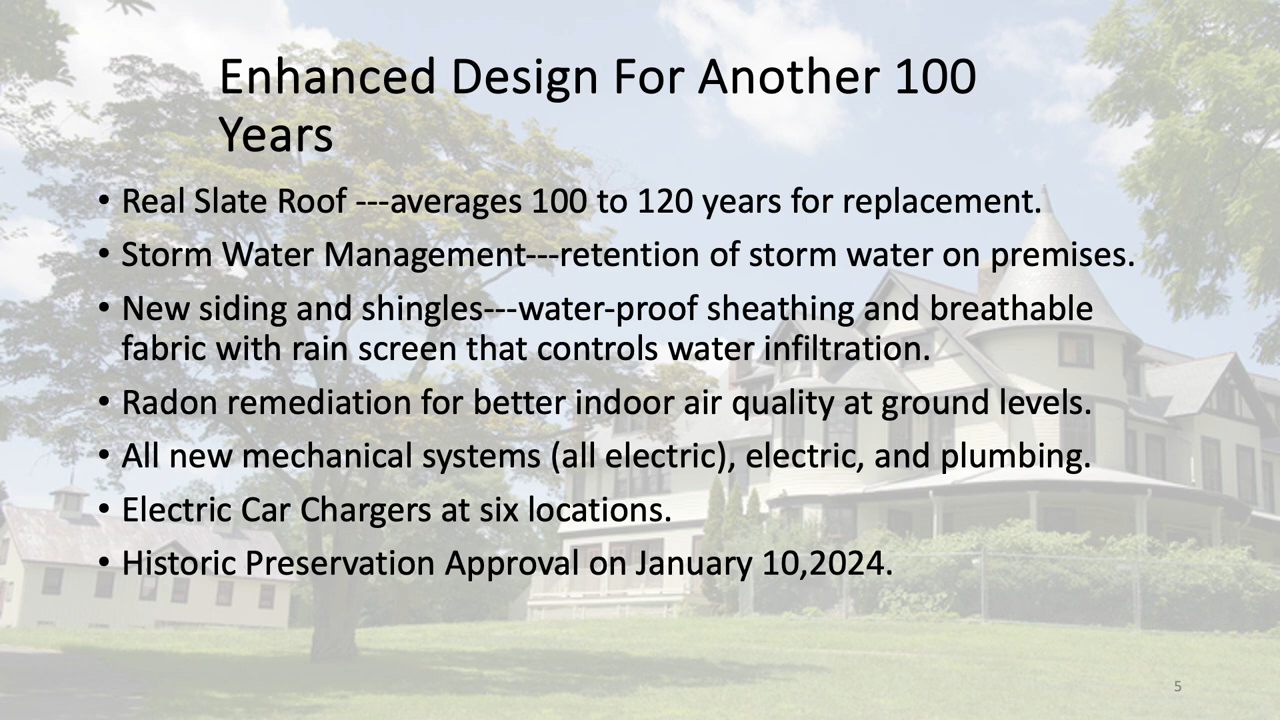 Enhanced Design For Another 100
Years
• Real Slate Roof ---averages 100 to 120 years for replacement.
• Storm Water Management---retention of storm water on premises.
• New siding and shingles---water-proof sheathing and breathable
fabric with rain screen that controls water infiltration.
• Radon remediation for better indoor air quality at ground levels.
• All new mechanical systems (all electric), electric, and plumbing.
• Electric Car Chargers at six locations.
• Historic Preservation Approval on January 10,2024.
5